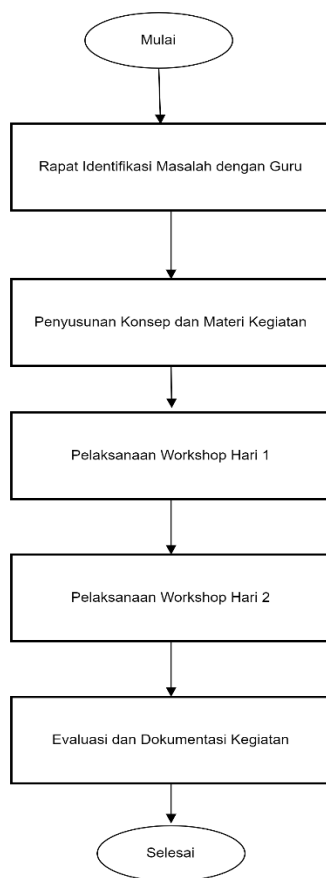 Mulai
Rapat Identifikasi Masalah dengan Guru
Penyusunan Konsep dan Materi Kegiatan
Pelaksanaan Workshop Hari 1
Pelaksanaan Workshop Hari 2
Evaluasi dan Dokumentasi Kegiatan
Selesai